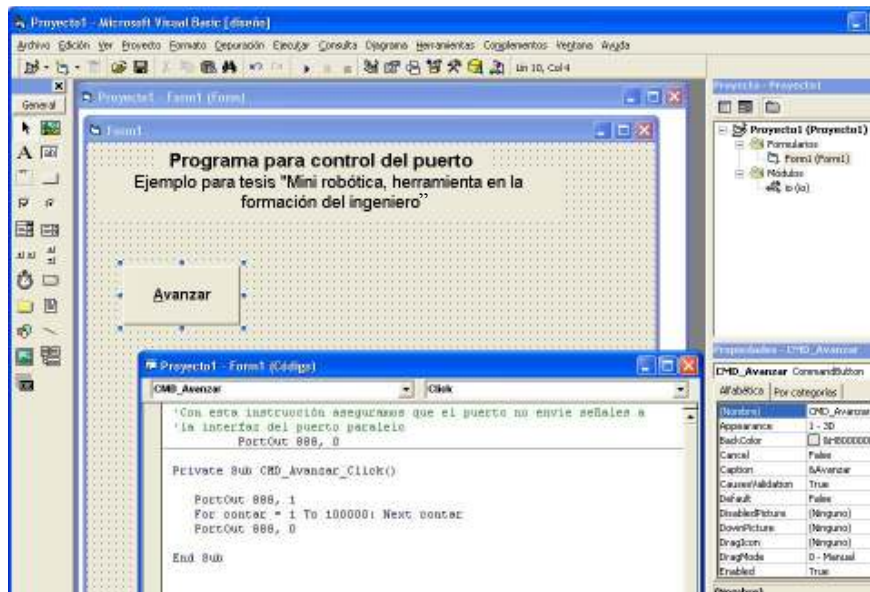 Proyecto1 - Microsoft Visual Basic [diseño]
Archivo Edición Ver Proyecto Formato Depuración Ejecutar Consulta Diagrama Herramientas Complementos Ventana Ayuda
Lin 10, Col 4
General
Proyecto1 - Form1 (Form)
Form1
Programa para control del puerto
Ejemplo para tesis "Mini robótica, herramienta en la
formación del ingeniero”
Avanzar
Proyecto1 - Form1 (Código)
CMD_Avanzar
Click
'Con esta instrucción aseguramos que el puerto no envie señales a
'la interfaz del puerto paralelo
PortOut 888, 0
Private Sub CMD_Avanzar_Click()
PortOut 888, 1
For contar = 1 To 100000: Next contar
PortOut 888, 0
End Sub
Proyecto - Proyecto1
Proyecto1 (Proyecto1)
Formularios
Form1 (Form1)
Módulos
io (io)
Propiedades - CMD_Avanzar
CMD_Avanzar CommandButton
Alfabética Por categorías
(Nombre) CMD_Avanzar
Appearance 1 - 3D
BackColor &H8000000
Cancel False
Caption &Avanzar
CausesValidation True
Default False
DisabledPicture (Ninguno)
DownPicture (Ninguno)
DragIcon (Ninguno)
DragMode 0 - Manual
Enabled True
(Nombre)